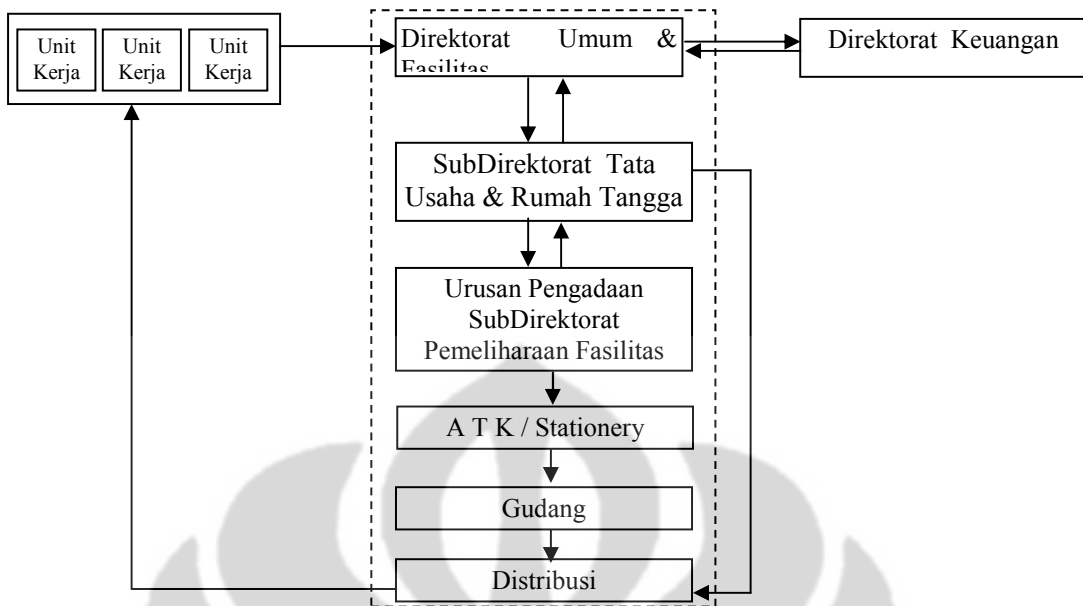 Unit
Kerja
Unit
Kerja
Unit
Kerja
Direktorat Umum &
Fasilitas
Direktorat Keuangan
SubDirektorat Tata
Usaha & Rumah Tangga
Urusan Pengadaan
SubDirektorat
Pemeliharaan Fasilitas
A T K / Stationery
Gudang
Distribusi